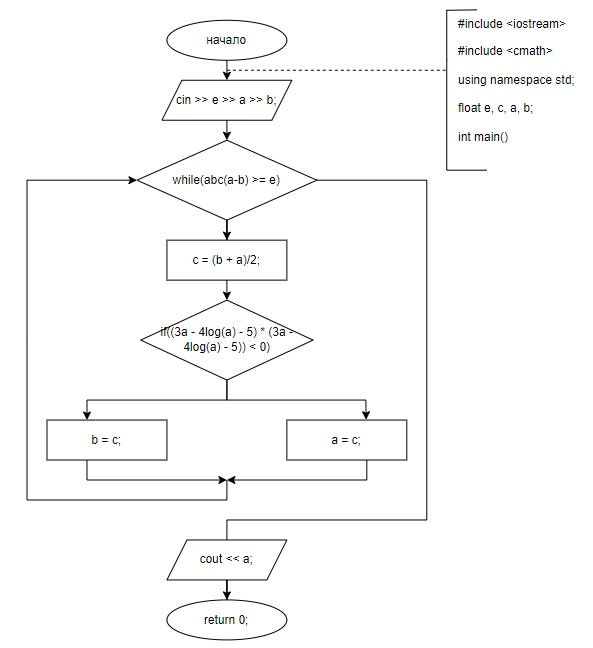 начало
#include <iostream>
#include <cmath>
using namespace std;
float e, c, a, b;
int main()
cin >> e >> a >> b;
while(abc(a-b) >= e)
c = (b + a)/2;
if((3a - 4log(a) - 5) * (3a -
4log(a) - 5)) < 0)
b = c;
a = c;
cout << a;
return 0;